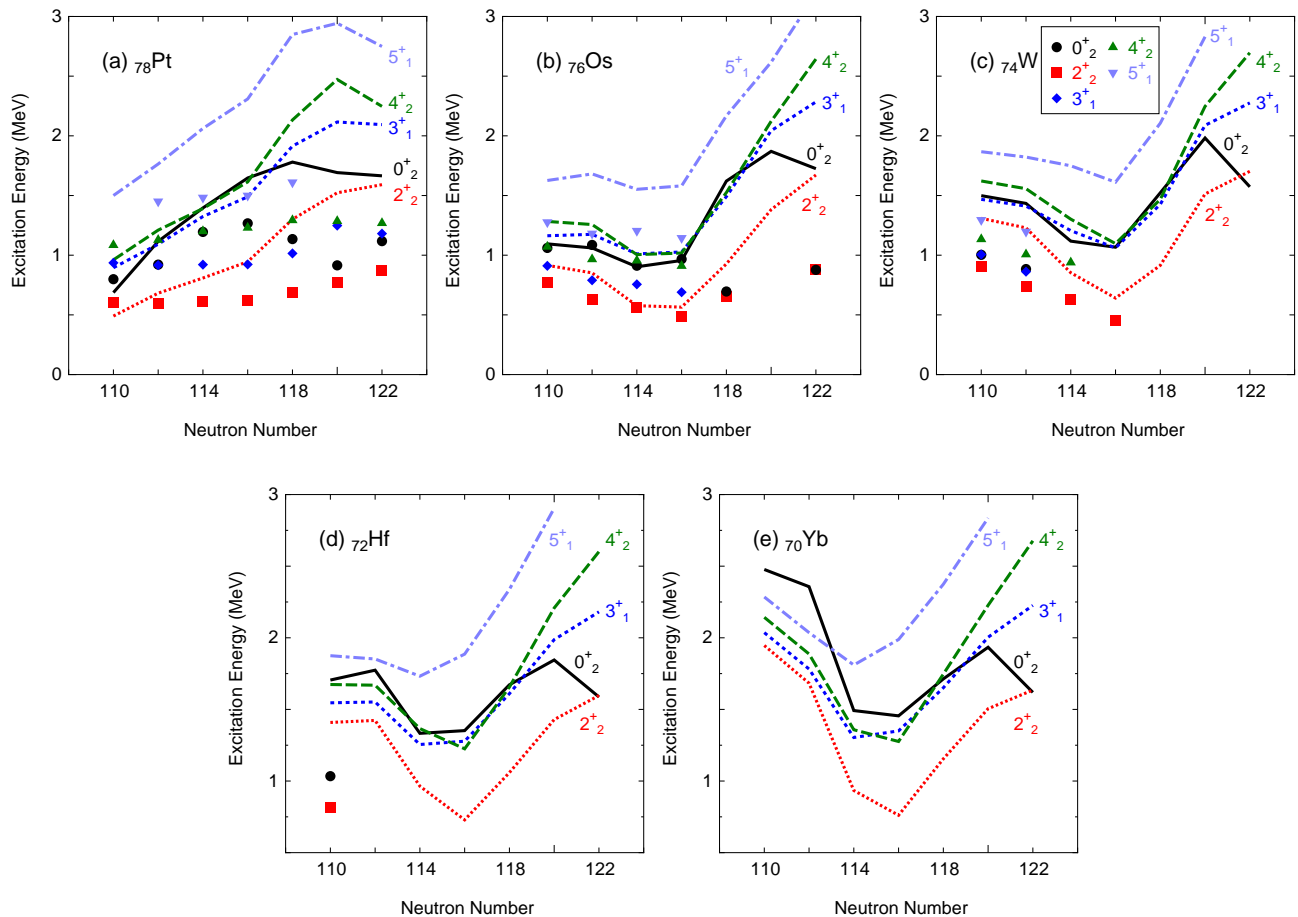 (a) 78Pt
Excitation Energy (MeV)
3
2
1
0
5+1
4+2
3+1
0+2
2+2
110 114 118 122
Neutron Number
(b) 76Os
Excitation Energy (MeV)
3
2
1
0
5+1
4+2
3+1
0+2
2+2
110 114 118 122
Neutron Number
(c) 74W
Excitation Energy (MeV)
3
2
1
0
0+2 4+2
2+2 5+1
3+1
5+1
4+2
3+1
0+2
2+2
110 114 118 122
Neutron Number
(d) 72Hf
Excitation Energy (MeV)
3
2
1
5+1
4+2
3+1
0+2
2+2
110 114 118 122
Neutron Number
(e) 70Yb
Excitation Energy (MeV)
3
2
1
5+1
4+2
3+1
0+2
2+2
110 114 118 122
Neutron Number